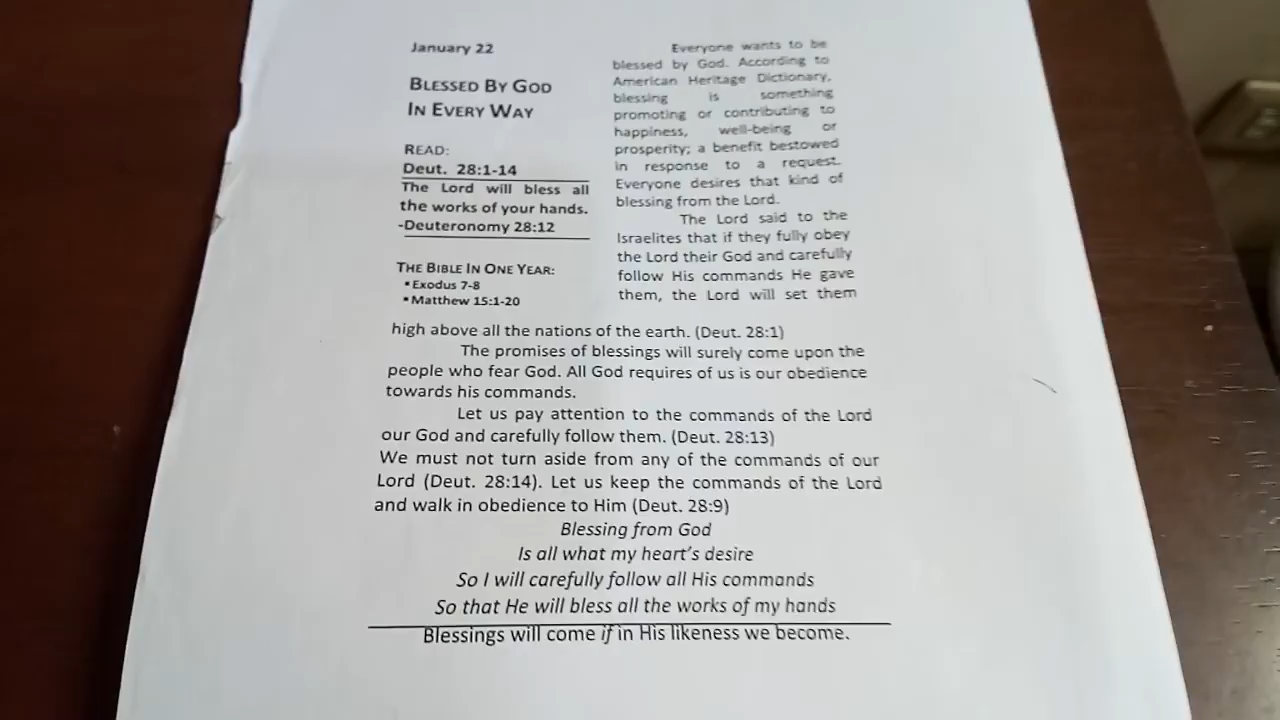 January 22
BLESSED BY GOD
IN EVERY WAY
READ:
Deut. 28:1-14
The Lord will bless all
the works of your hands.
-Deuteronomy 28:12
THE BIBLE IN ONE YEAR:
▪ Exodus 7-8
▪ Matthew 15:1-20
Everyone wants to be
blessed by God. According to
American Heritage Dictionary,
blessing is something
promoting or contributing to
happiness, well-being or
prosperity; a benefit bestowed
in response to a request.
Everyone desires that kind of
blessing from the Lord.
The Lord said to the
Israelites that if they fully obey
the Lord their God and carefully
follow His commands He gave
them, the Lord will set them
high above all the nations of the earth. (Deut. 28:1)
The promises of blessings will surely come upon the
people who fear God. All God requires of us is our obedience
towards his commands.
Let us pay attention to the commands of the Lord
our God and carefully follow them. (Deut. 28:13)
We must not turn aside from any of the commands of our
Lord (Deut. 28:14). Let us keep the commands of the Lord
and walk in obedience to Him (Deut. 28:9)
Blessing from God
Is all what my heart's desire
So I will carefully follow all His commands
So that He will bless all the works of my hands
Blessings will come if in His likeness we become.